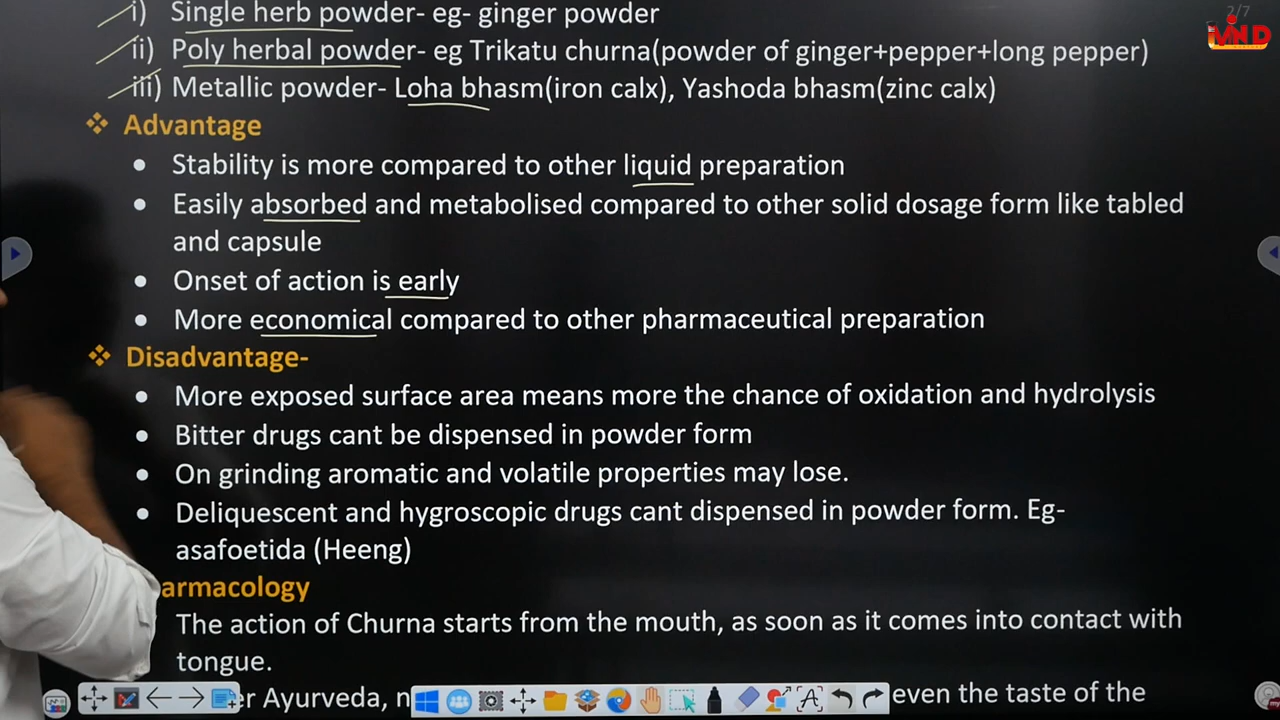 2/7
MIND
i) Single herb powder- eg- ginger powder
ii) Poly herbal powder- eg Trikatu churna(powder of ginger+pepper+long pepper)
iii) Metallic powder- Loha bhasm(iron calx), Yashoda bhasm(zinc calx)
❖ Advantage
• Stability is more compared to other liquid preparation
• Easily absorbed and metabolised compared to other solid dosage form like tabled
and capsule
• Onset of action is early
• More economical compared to other pharmaceutical preparation
❖ Disadvantage-
• More exposed surface area means more the chance of oxidation and hydrolysis
• Bitter drugs cant be dispensed in powder form
• On grinding aromatic and volatile properties may lose.
• Deliquescent and hygroscopic drugs cant dispensed in powder form. Eg-
asafoetida (Heeng)
armacology
The action of Churna starts from the mouth, as soon as it comes into contact with
tongue.
er Ayurveda, n even the taste of the